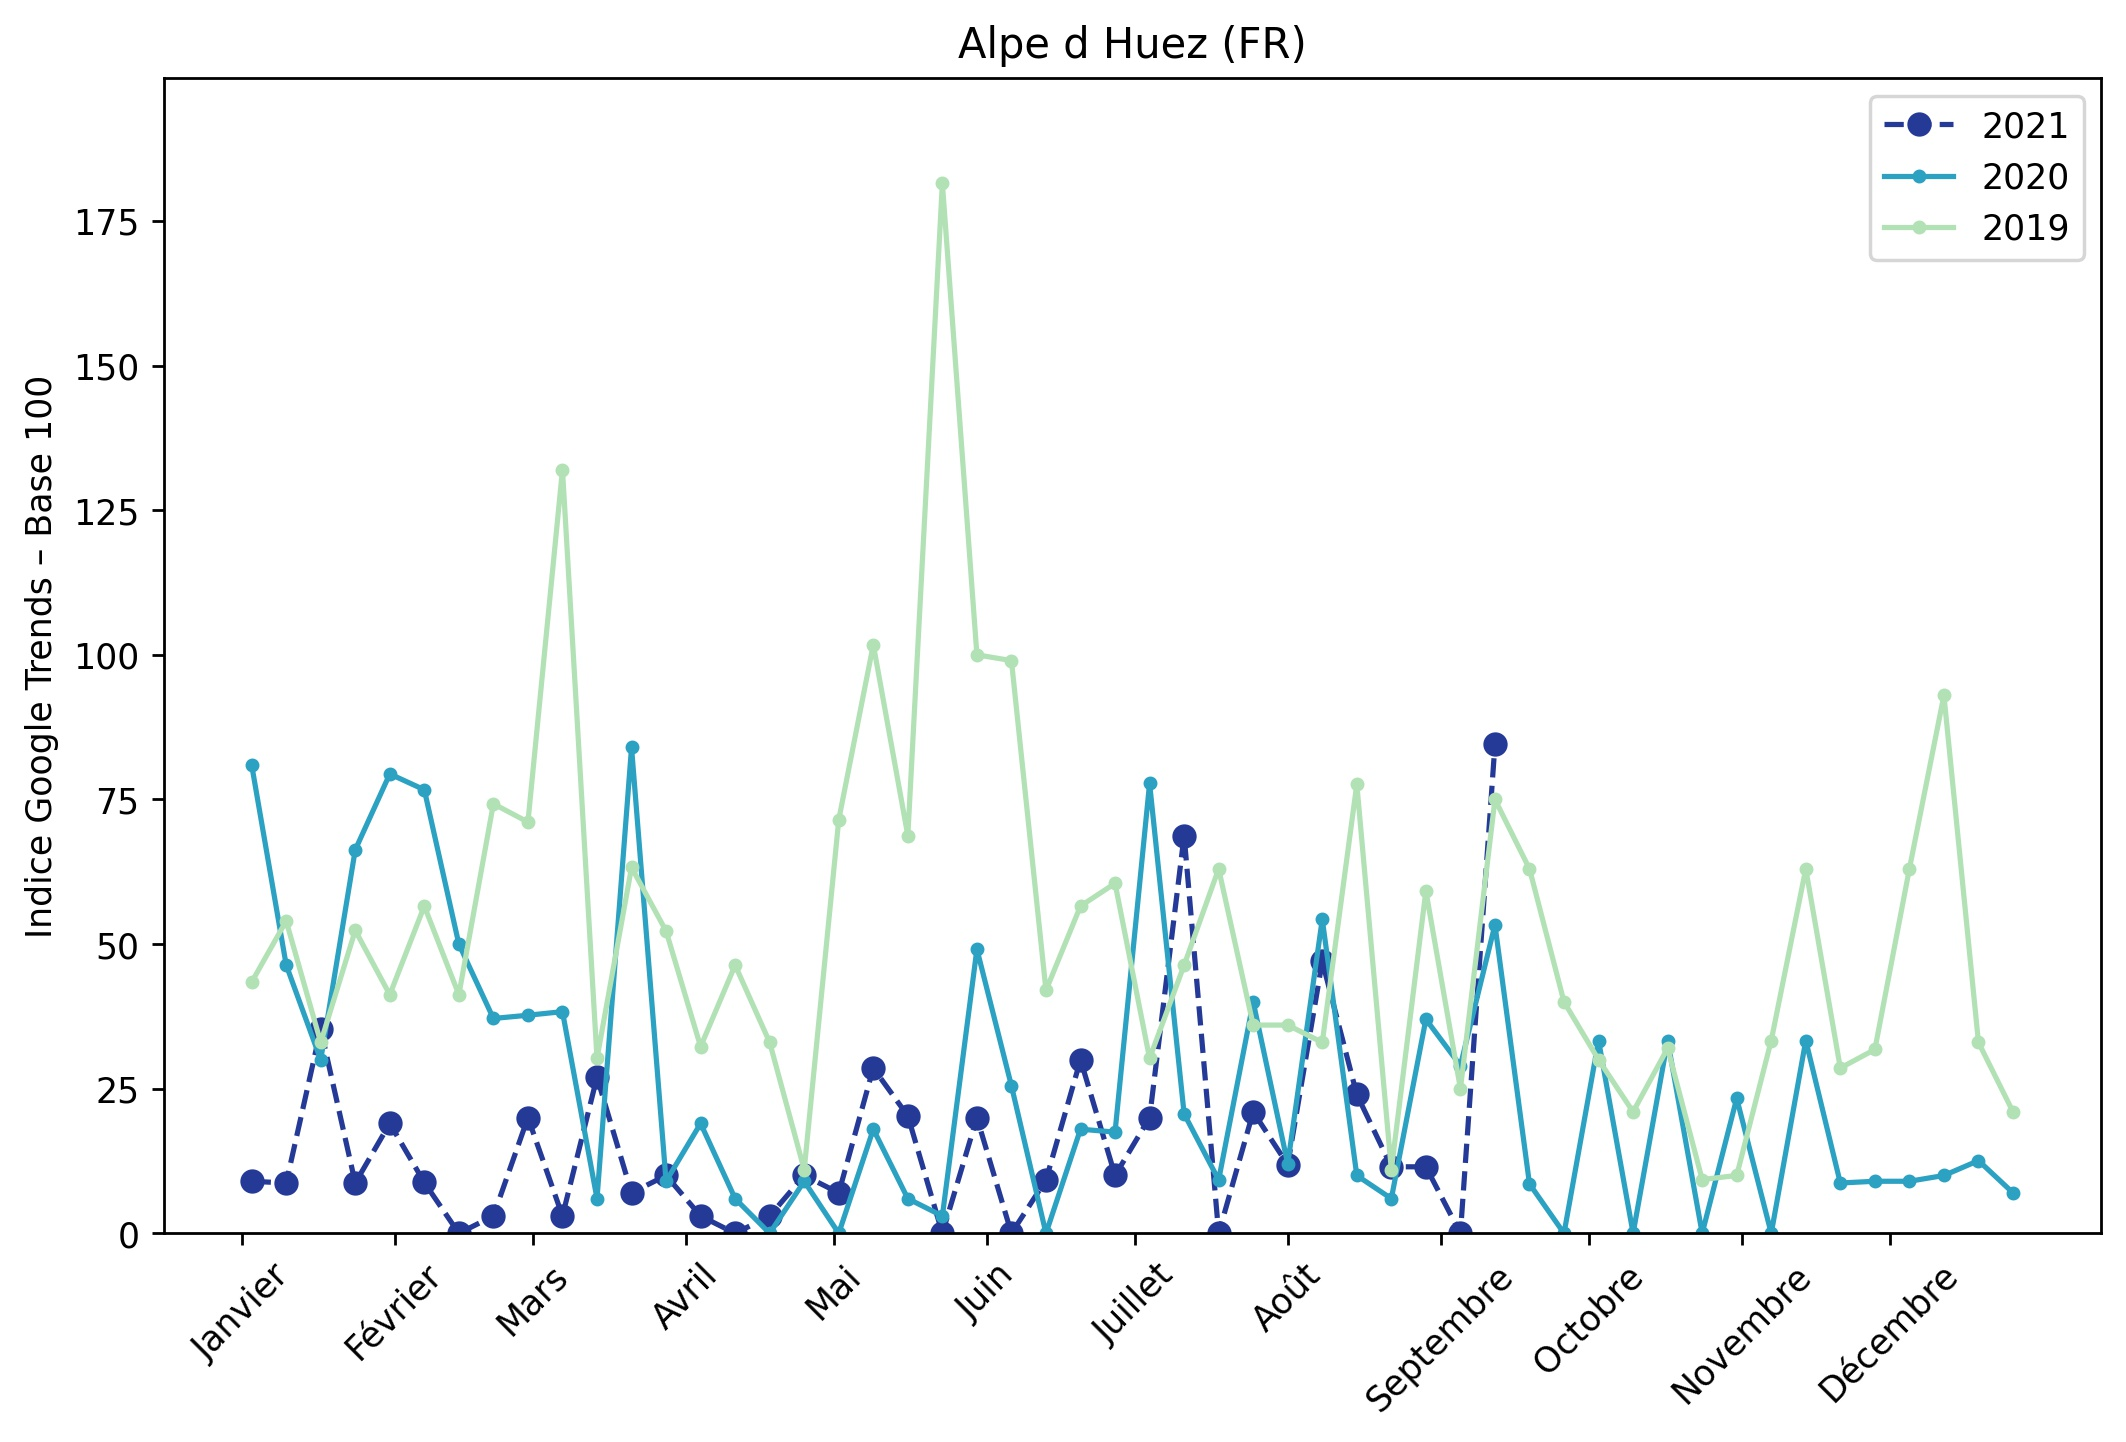 Alpe d Huez (FR)
2021
2020
2019
Indice Google Trends – Base 100
175
150
125
100
75
50
25
0
Janvier
Février
Mars
Avril
Mai
Juin
Juillet
Août
Septembre
Octobre
Novembre
Décembre